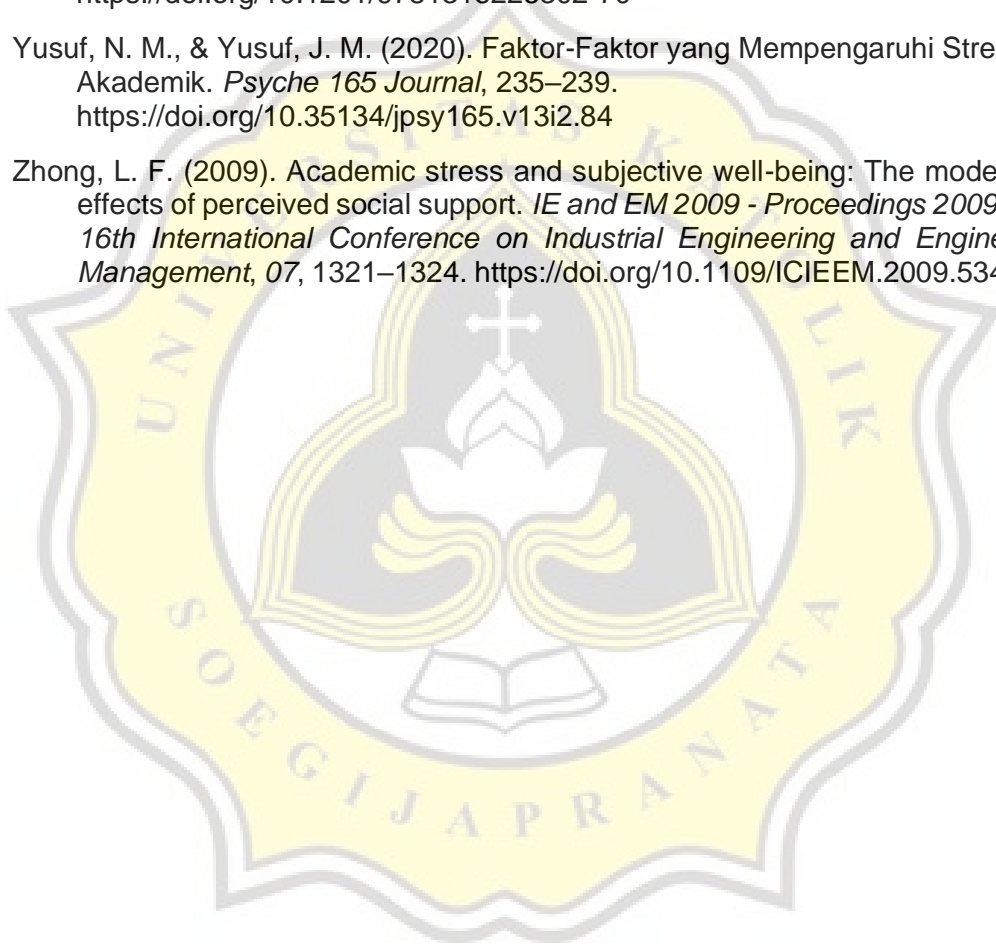 Yusuf, N. M., & Yusuf, J. M. (2020). Faktor-Faktor yang Mempengaruhi Stre
Akademik. Psyche 165 Journal, 235–239.
https://doi.org/10.35134/jpsy165.v13i2.84
Zhong, L. F. (2009). Academic stress and subjective well-being: The mode
effects of perceived social support. IE and EM 2009 - Proceedings 2009
16th International Conference on Industrial Engineering and Engine
Management, 07, 1321–1324. https://doi.org/10.1109/ICIEEM.2009.534
UNIVERSITAS KATOLIK
SOEGIJAPRANATA